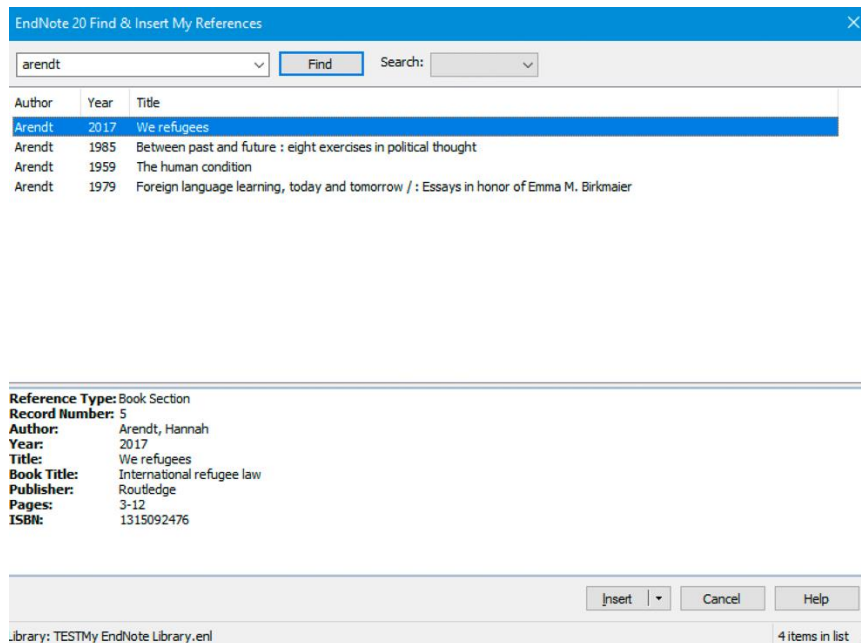 EndNote 20 Find & Insert My References
arendt Find Search:
Author Year Title
Arendt 2017 We refugees
Arendt 1985 Between past and future : eight exercises in political thought
Arendt 1959 The human condition
Arendt 1979 Foreign language learning, today and tomorrow / : Essays in honor of Emma M. Birkmaier
Reference Type: Book Section
Record Number: 5
Author: Arendt, Hannah
Year: 2017
Title: We refugees
Book Title: International refugee law
Publisher: Routledge
Pages: 3-12
ISBN: 1315092476
Insert Cancel Help
Library: TESTMy EndNote Library.enl 4 items in list